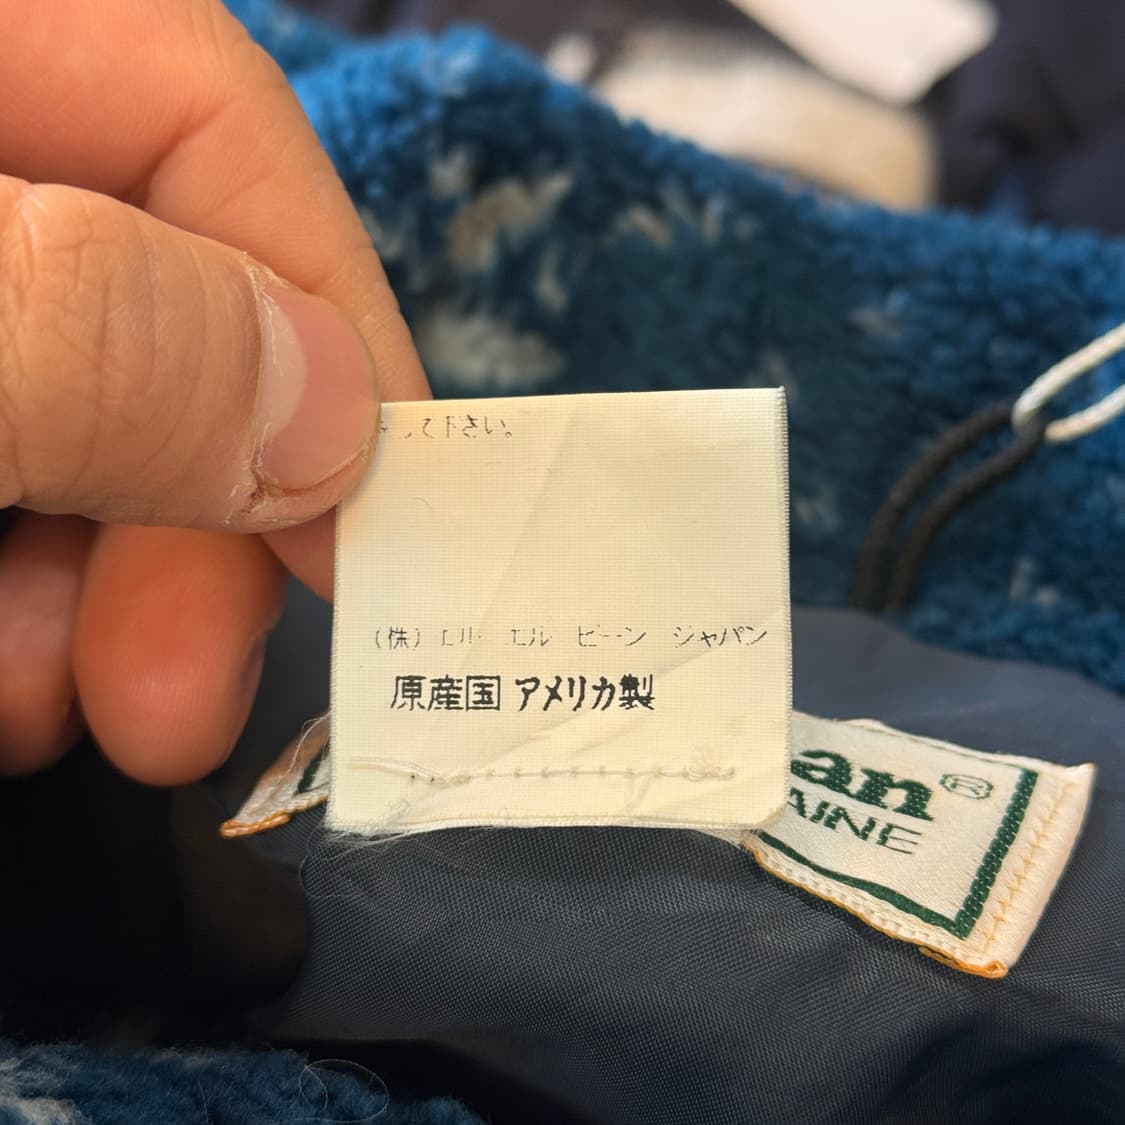 て下さい。
(株) エル エル ビーン ジャパン
原産国 アメリカ製
an®
AINE